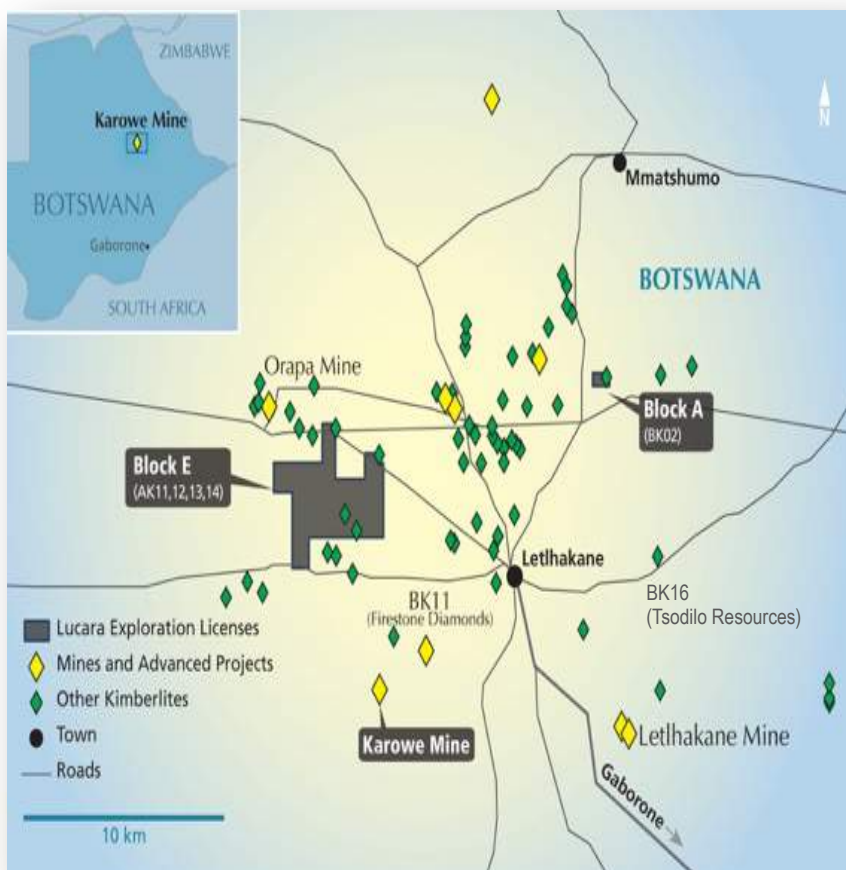 ZIMBABWE
Karowe Mine
BOTSWANA
Gaborone
SOUTH AFRICA
N
Mmatshumo
BOTSWANA
Orapa Mine
Block A
(BK02)
Block E
(AK11,12,13,14)
Letlhakane
BK11
(Firestone Diamonds)
BK16
(Tsodilo Resources)
Lucara Exploration Licenses
Mines and Advanced Projects
Other Kimberlites
Town
Roads
Karowe Mine
Letlhakane Mine
Gaborone
10 km